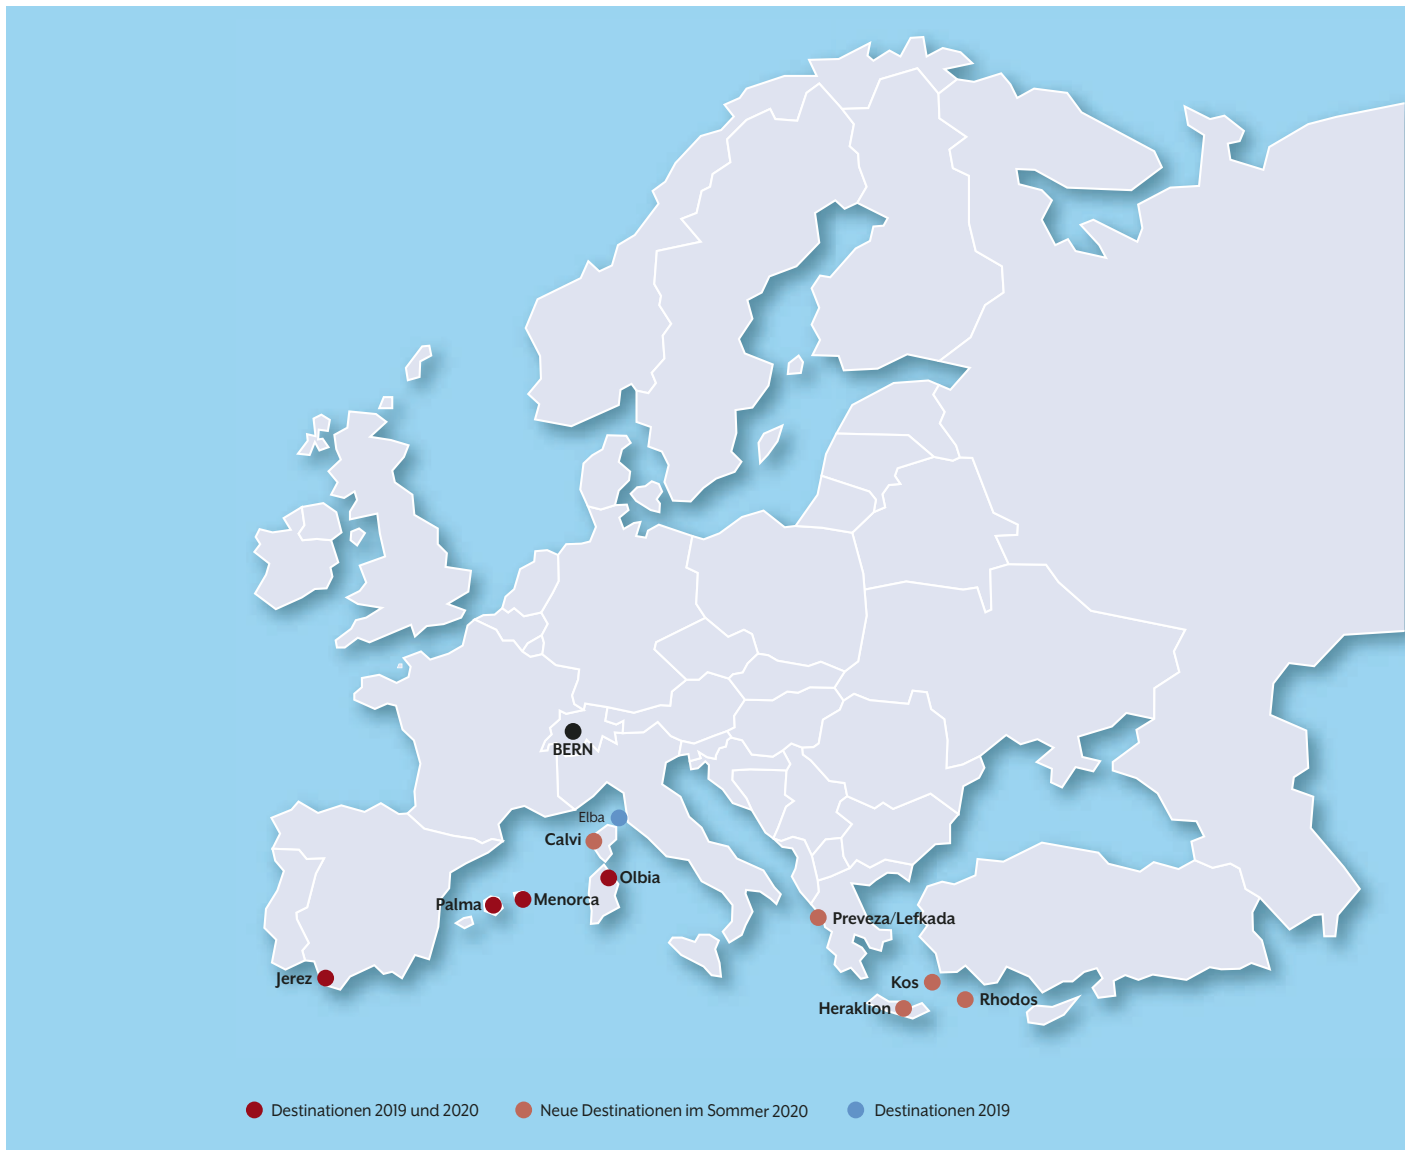 BERN
Elba
Calvi
Olbia
Palma
Menorca
Preveza/Lefkada
Jerez
Kos
Rhodos
Heraklion
Destinationen 2019 und 2020
Neue Destinationen im Sommer 2020
Destinationen 2019